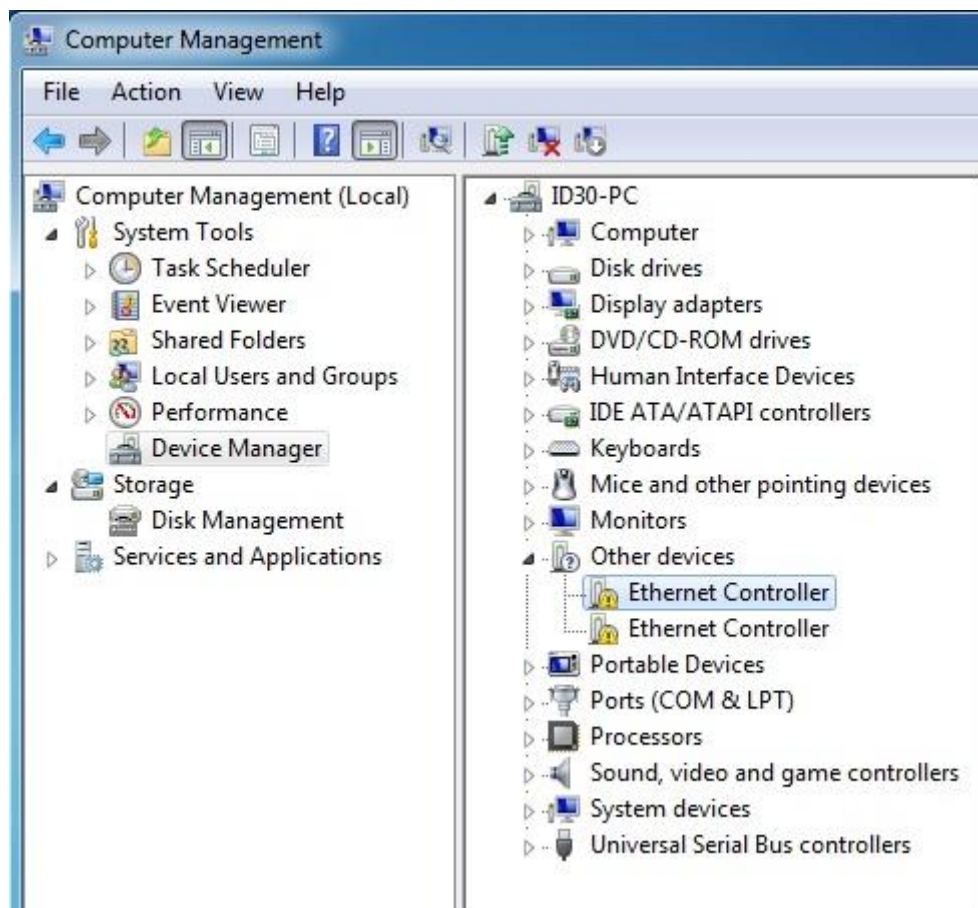 Computer Management
File Action View Help
Computer Management (Local)
System Tools
Task Scheduler
Event Viewer
Shared Folders
Local Users and Groups
Performance
Device Manager
Storage
Disk Management
Services and Applications
ID30-PC
Computer
Disk drives
Display adapters
DVD/CD-ROM drives
Human Interface Devices
IDE ATA/ATAPI controllers
Keyboards
Mice and other pointing devices
Monitors
Other devices
Ethernet Controller
Ethernet Controller
Portable Devices
Ports (COM & LPT)
Processors
Sound, video and game controllers
System devices
Universal Serial Bus controllers